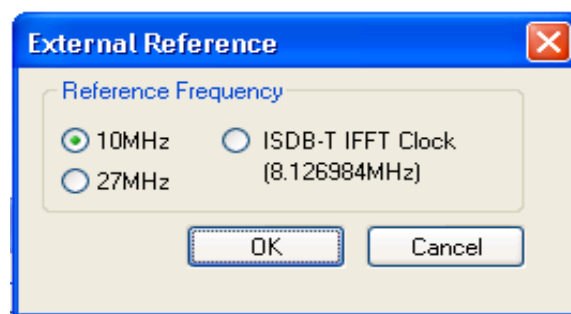 External Reference
Reference Frequency
10MHz
ISDB-T IFFT Clock
(8.126984MHz)
27MHz
OK
Cancel